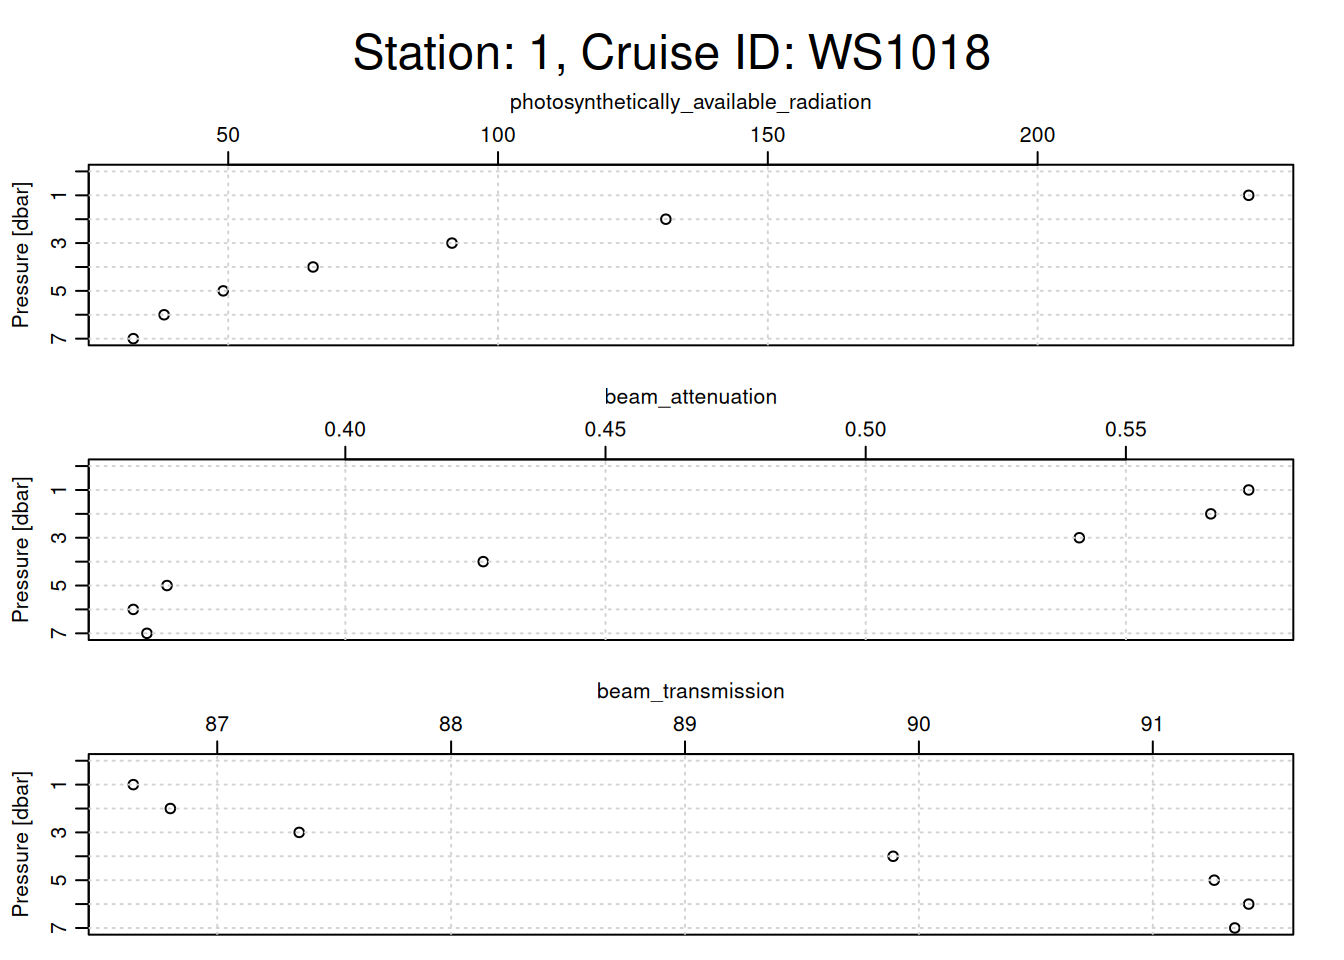 Station: 1, Cruise ID: WS1018
photosynthetically_available_radiation
50 100 150 200
Pressure [dbar]
1
3
5
7
beam_attenuation
0.40 0.45 0.50 0.55
Pressure [dbar]
1
3
5
7
beam_transmission
87 88 89 90 91
Pressure [dbar]
1
3
5
7